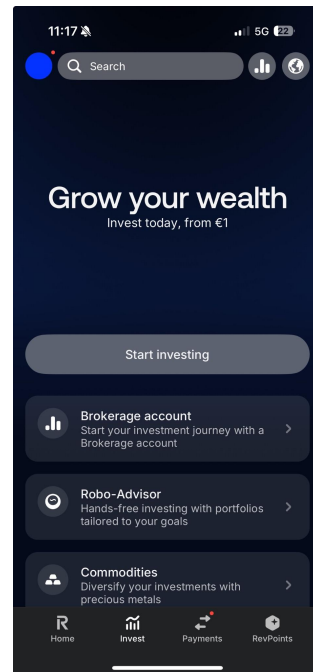 11:17
5G 22
Search
Grow your wealth
Invest today, from €1
Start investing
Brokerage account
Start your investment journey with a
Brokerage account
Robo-Advisor
Hands-free investing with portfolios
tailored to your goals
Commodities
Diversify your investments with
precious metals
Home
Invest
Payments
RevPoints